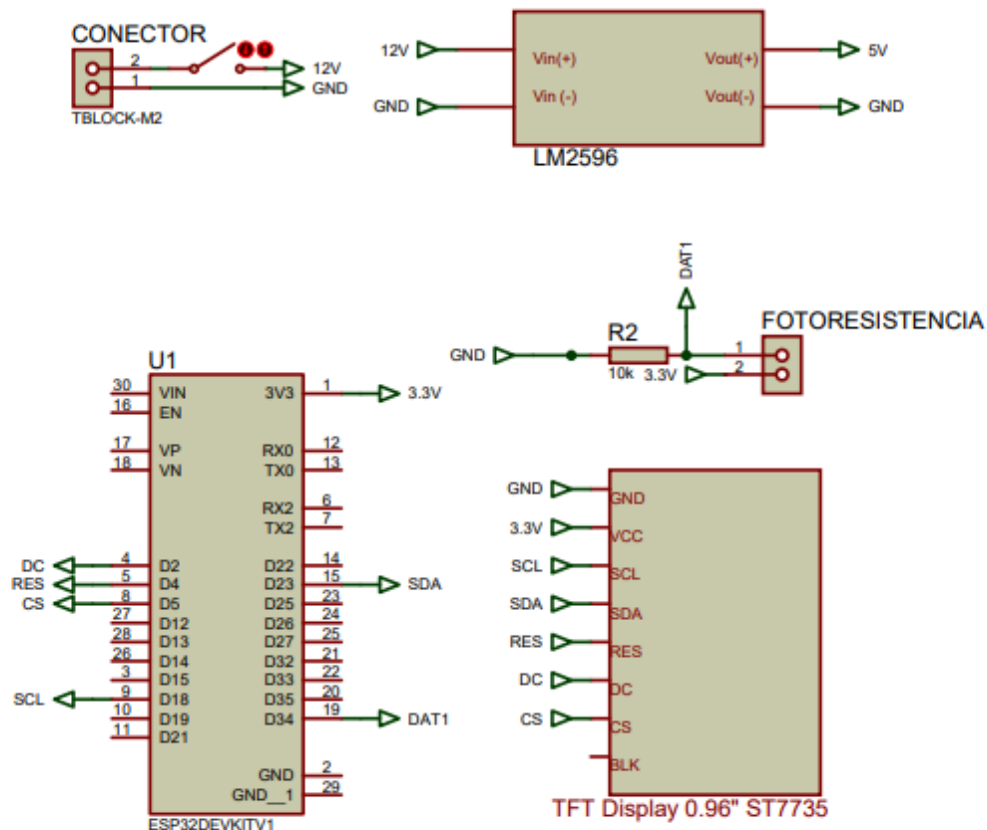 CONECTOR
2
1
12V
GND
TBLOCK-M2
12V
GND
Vin(+)
Vin (-)
Vout(+)
Vout(-)
5V
GND
LM2596
DAT1
GND
R2
10k
3.3V
1
2
FOTORESISTENCIA
U1
30 VIN 3V3 1 3.3V
16 EN
17 VP RX0 12
18 VN TX0 13
RX2 6
TX2 7
DC 4 D2 D22 14
RES 5 D4 D23 15 SDA
CS 8 D5 D25 23
27 D12 D26 24
28 D13 D27 25
26 D14 D32 21
3 D15 D33 22
SCL 9 D18 D35 20
10 D19 D34 19 DAT1
11 D21
GND 2
GND__1 29
ESP32DEVKITV1
GND GND
3.3V VCC
SCL SCL
SDA SDA
RES RES
DC DC
CS CS
BLK
TFT Display 0.96" ST7735